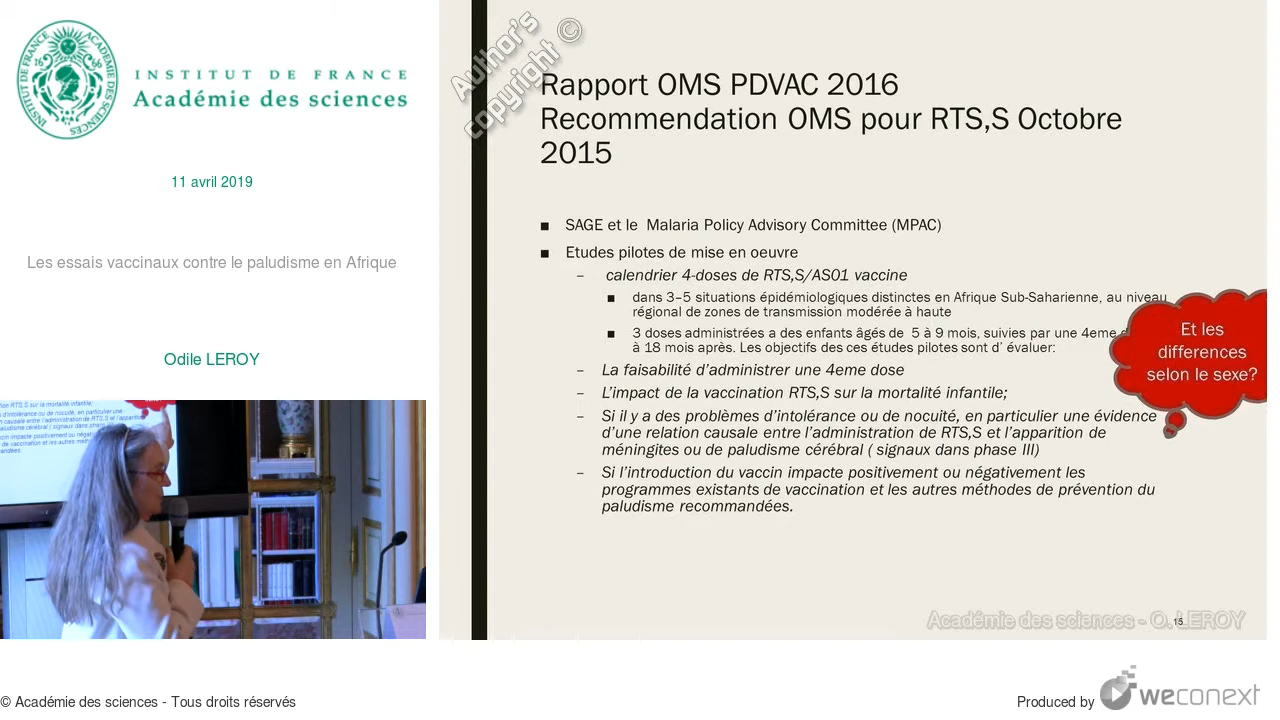 INSTITUT DE FRANCE
Académie des sciences
11 avril 2019
Les essais vaccinaux contre le paludisme en Afrique
Odile LEROY
Author's
copyright ©
Rapport OMS PDVAC 2016
Recommendation OMS pour RTS,S Octobre
2015
■ SAGE et le Malaria Policy Advisory Committee (MPAC)
■ Etudes pilotes de mise en oeuvre
– calendrier 4-doses de RTS,S/AS01 vaccine
■ dans 3–5 situations épidémiologiques distinctes en Afrique Sub-Saharienne, au niveau
régional de zones de transmission modérée à haute
■ 3 doses administrées a des enfants âgés de 5 à 9 mois, suivies par une 4eme
à 18 mois après. Les objectifs des ces études pilotes sont d' évaluer:
– La faisabilité d'administrer une 4eme dose
– L'impact de la vaccination RTS,S sur la mortalité infantile;
– Si il y a des problèmes d'intolérance ou de nocuité, en particulier une évidence
d'une relation causale entre l'administration de RTS,S et l'apparition de
méningites ou de paludisme cérébral ( signaux dans phase III)
– Si l'introduction du vaccin impacte positivement ou négativement les
programmes existants de vaccination et les autres méthodes de prévention du
paludisme recommandées.
Et les
differences
selon le sexe?
Académie des sciences - O. LEROY
15
© Académie des sciences - Tous droits réservés
Produced by weconext